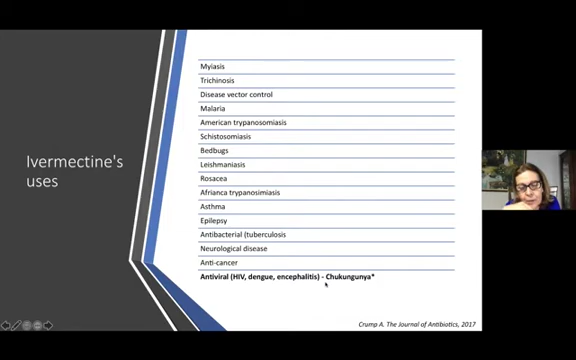 Ivermectine's
uses
Myiasis
Trichinosis
Disease vector control
Malaria
American trypanosomiasis
Schistosomiasis
Bedbugs
Leishmaniasis
Rosacea
Afrianca trypanosimiasis
Asthma
Epilepsy
Antibacterial (tuberculosis
Neurological disease
Anti-cancer
Antiviral (HIV, dengue, encephalitis) - Chukungunya*
Crump A. The Journal of Antibiotics, 2017